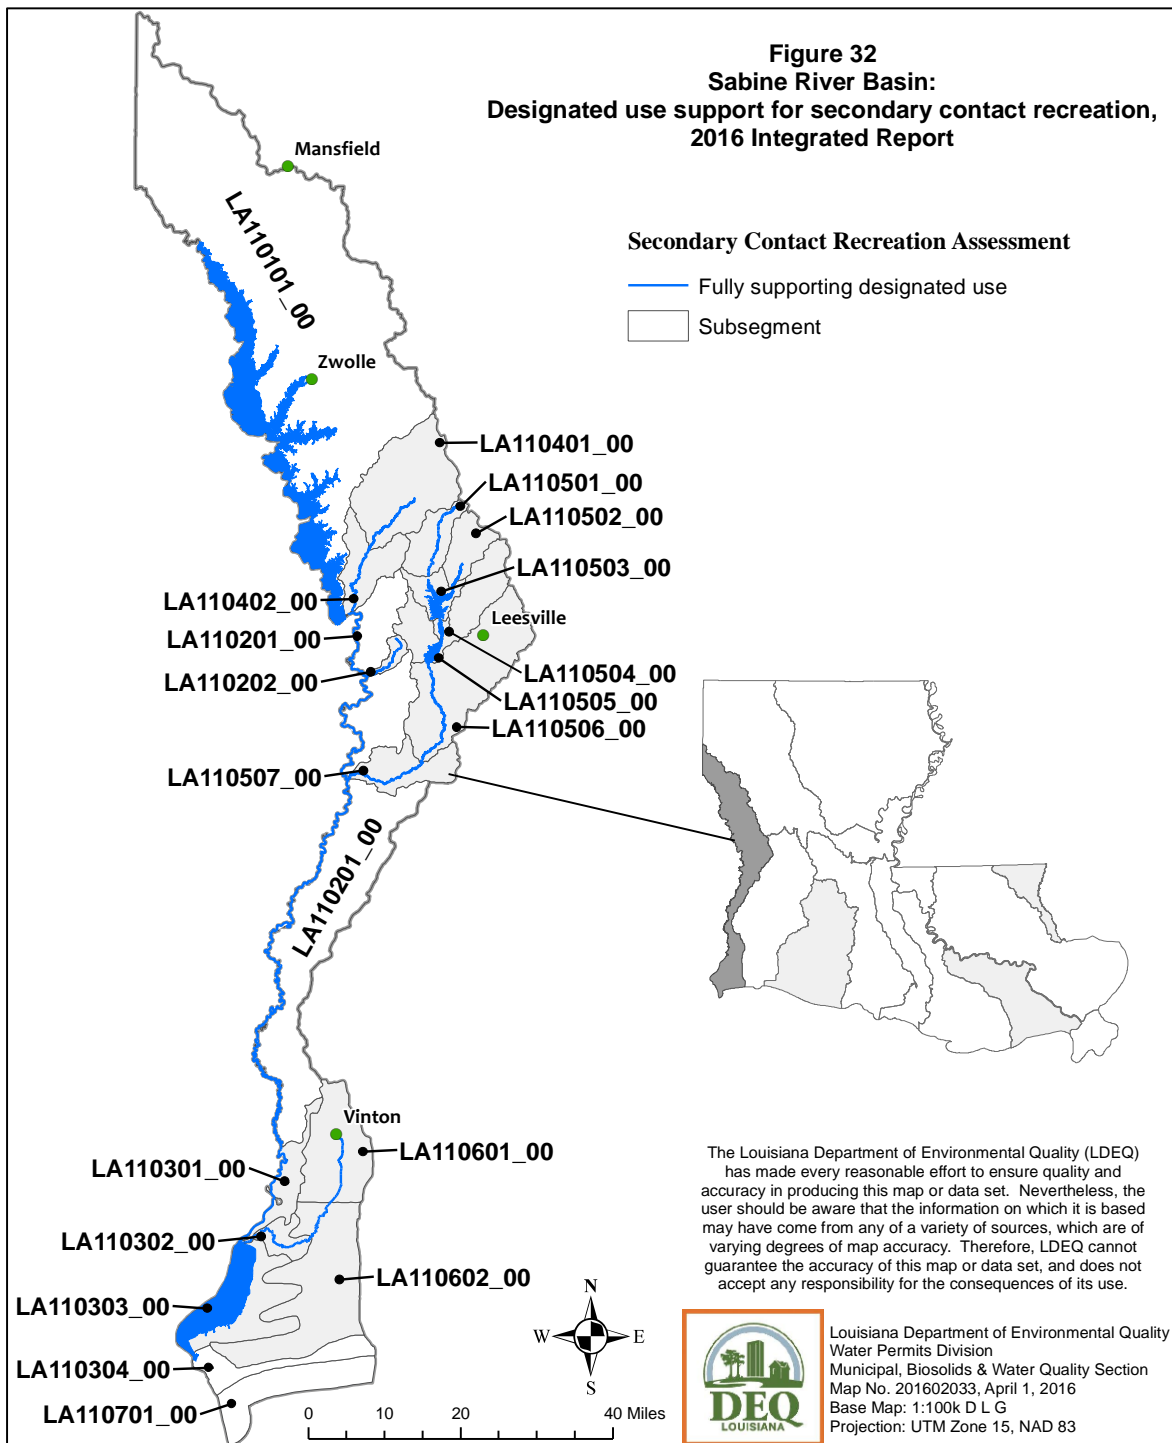 Figure 32
Sabine River Basin:
Designated use support for secondary contact recreation,
2016 Integrated Report
Mansfield
LA110101_00
Secondary Contact Recreation Assessment
Fully supporting designated use
Subsegment
Zwolle
LA110401_00
LA110501_00
LA110502_00
LA110503_00
LA110402_00
Leesville
LA110201_00
LA110504_00
LA110202_00
LA110505_00
LA110506_00
LA110507_00
LA110201_00
Vinton
LA110601_00
LA110301_00
LA110302_00
LA110602_00
LA110303_00
LA110304_00
LA110701_00
N
W
E
S
0
10
20
40 Miles
The Louisiana Department of Environmental Quality (LDEQ)
has made every reasonable effort to ensure quality and
accuracy in producing this map or data set. Nevertheless, the
user should be aware that the information on which it is based
may have come from any of a variety of sources, which are of
varying degrees of map accuracy. Therefore, LDEQ cannot
guarantee the accuracy of this map or data set, and does not
accept any responsibility for the consequences of its use.
DEQ
LOUISIANA
Louisiana Department of Environmental Quality
Water Permits Division
Municipal, Biosolids & Water Quality Section
Map No. 201602033, April 1, 2016
Base Map: 1:100k D L G
Projection: UTM Zone 15, NAD 83